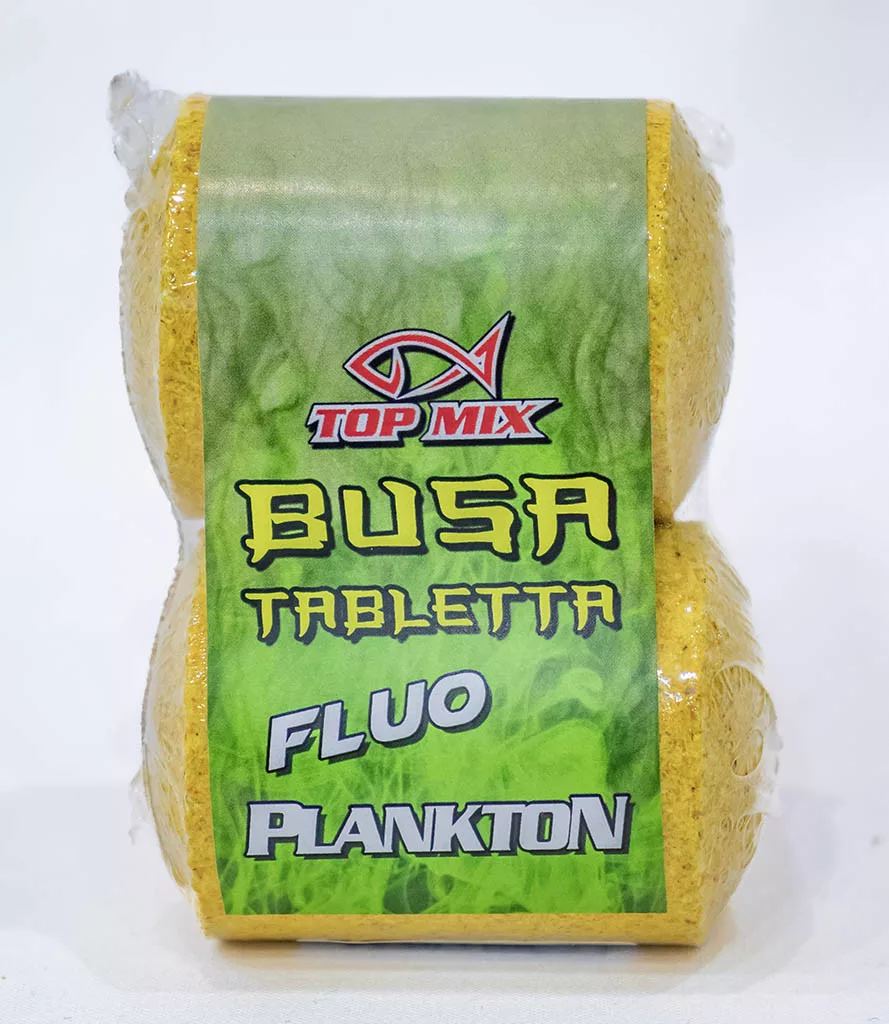 TOP MIX
BUSA
TABLETTA
FLUO
PLANKTON